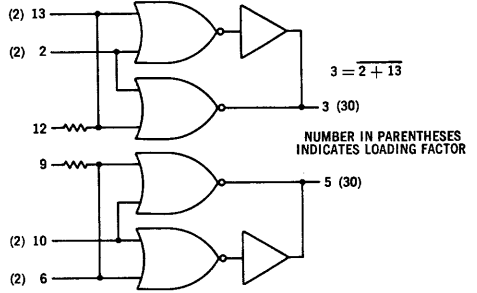 (2) 13
(2) 2
3 = 2 + 13
3 (30)
12
NUMBER IN PARENTHESES
INDICATES LOADING FACTOR
9
5 (30)
(2) 10
(2) 6